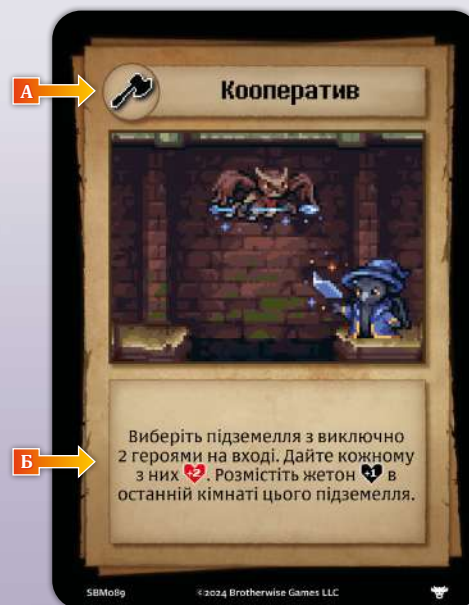 А
Кооператив
Б
Виберіть підземелля з виключно
2 героями на вході. Дайте кожному
з них +2. Розмістіть жетон +1 в
останній кімнаті цього підземелля.
SBM089 ©2024 Brotherwise Games LLC